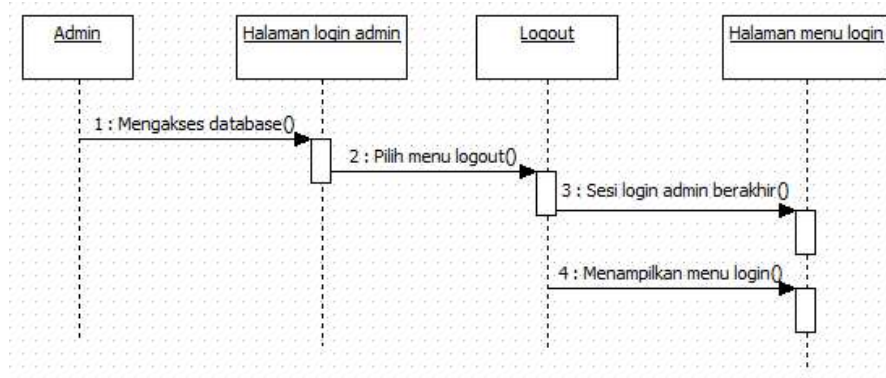 Admin
Halaman login admin
Logout
Halaman menu login
1 : Mengakses database()
2 : Pilih menu logout()
3 : Sesi login admin berakhir()
4 : Menampilkan menu login()